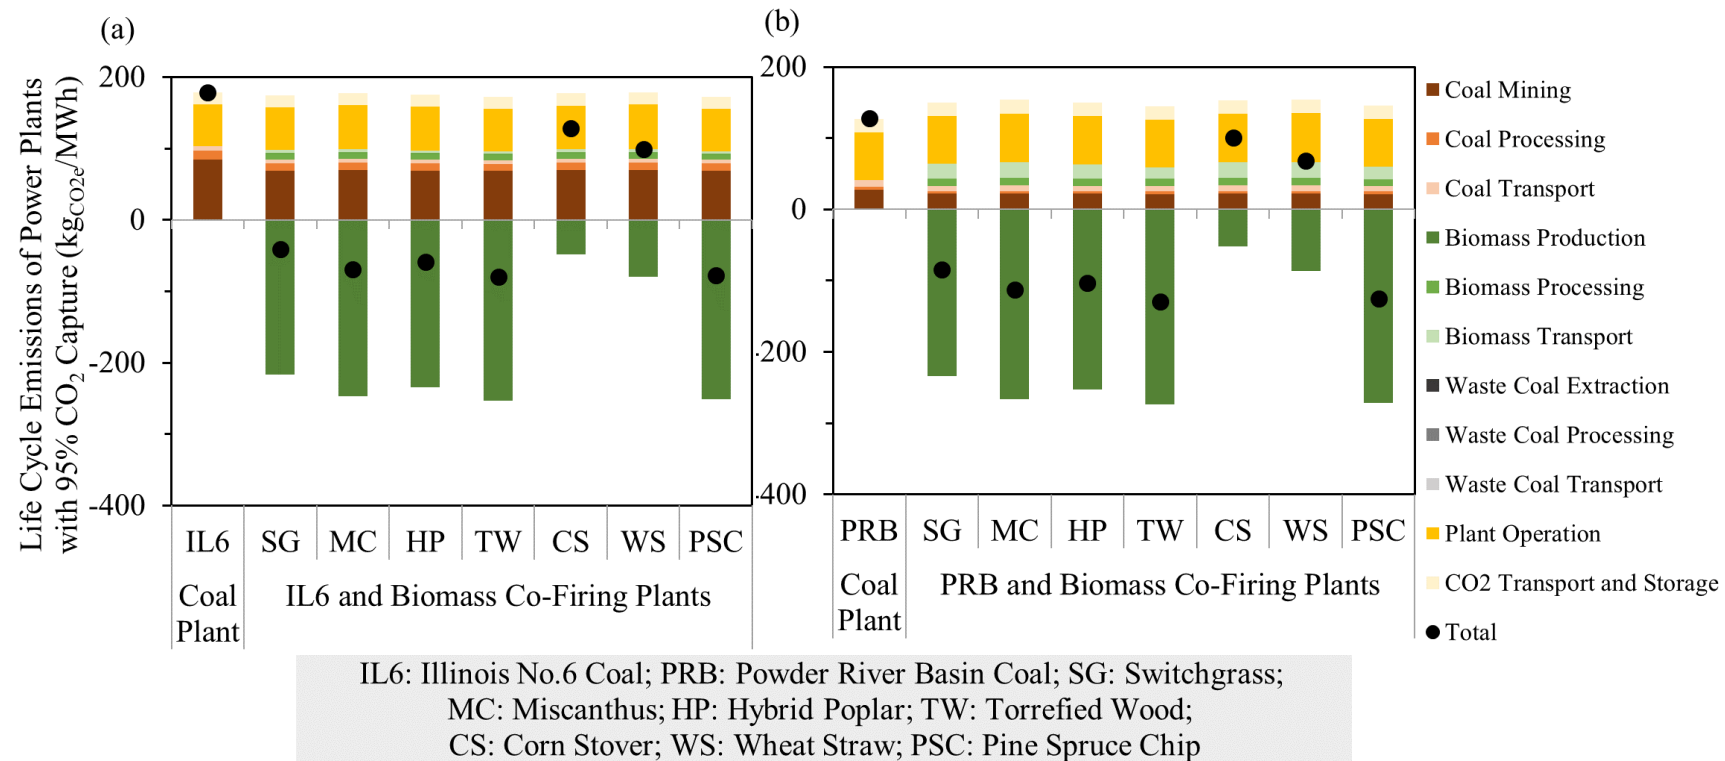 (a)
Life Cycle Emissions of Power Plants
with 95% CO2 Capture (kgCO2e/MWh)
200
0
-200
-400
IL6 SG MC HP TW CS WS PSC
Coal
Plant
IL6 and Biomass Co-Firing Plants
(b)
200
0
-200
-400
PRB SG MC HP TW CS WS PSC
Coal
Plant
PRB and Biomass Co-Firing Plants
Coal Mining
Coal Processing
Coal Transport
Biomass Production
Biomass Processing
Biomass Transport
Waste Coal Extraction
Waste Coal Processing
Waste Coal Transport
Plant Operation
CO2 Transport and Storage
Total
IL6: Illinois No.6 Coal; PRB: Powder River Basin Coal; SG: Switchgrass;
MC: Miscanthus; HP: Hybrid Poplar; TW: Torrefied Wood;
CS: Corn Stover; WS: Wheat Straw; PSC: Pine Spruce Chip